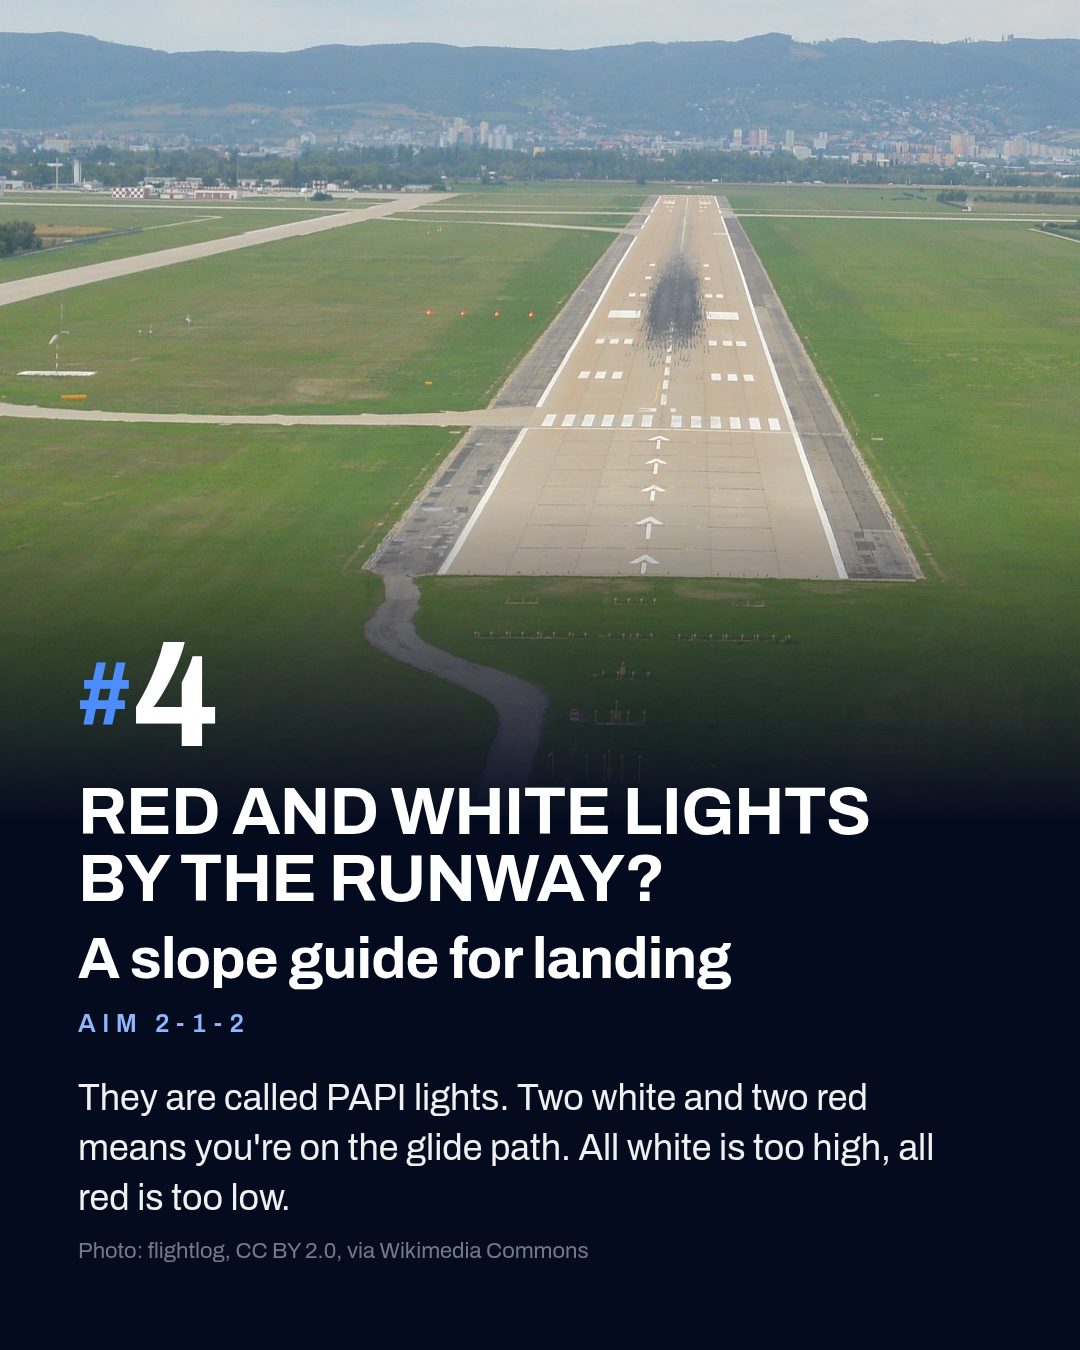 #4
RED AND WHITE LIGHTS
BY THE RUNWAY?
A slope guide for landing
AIM 2-1-2
They are called PAPI lights. Two white and two red
means you're on the glide path. All white is too high, all
red is too low.
Photo: flightlog, CC BY 2.0, via Wikimedia Commons